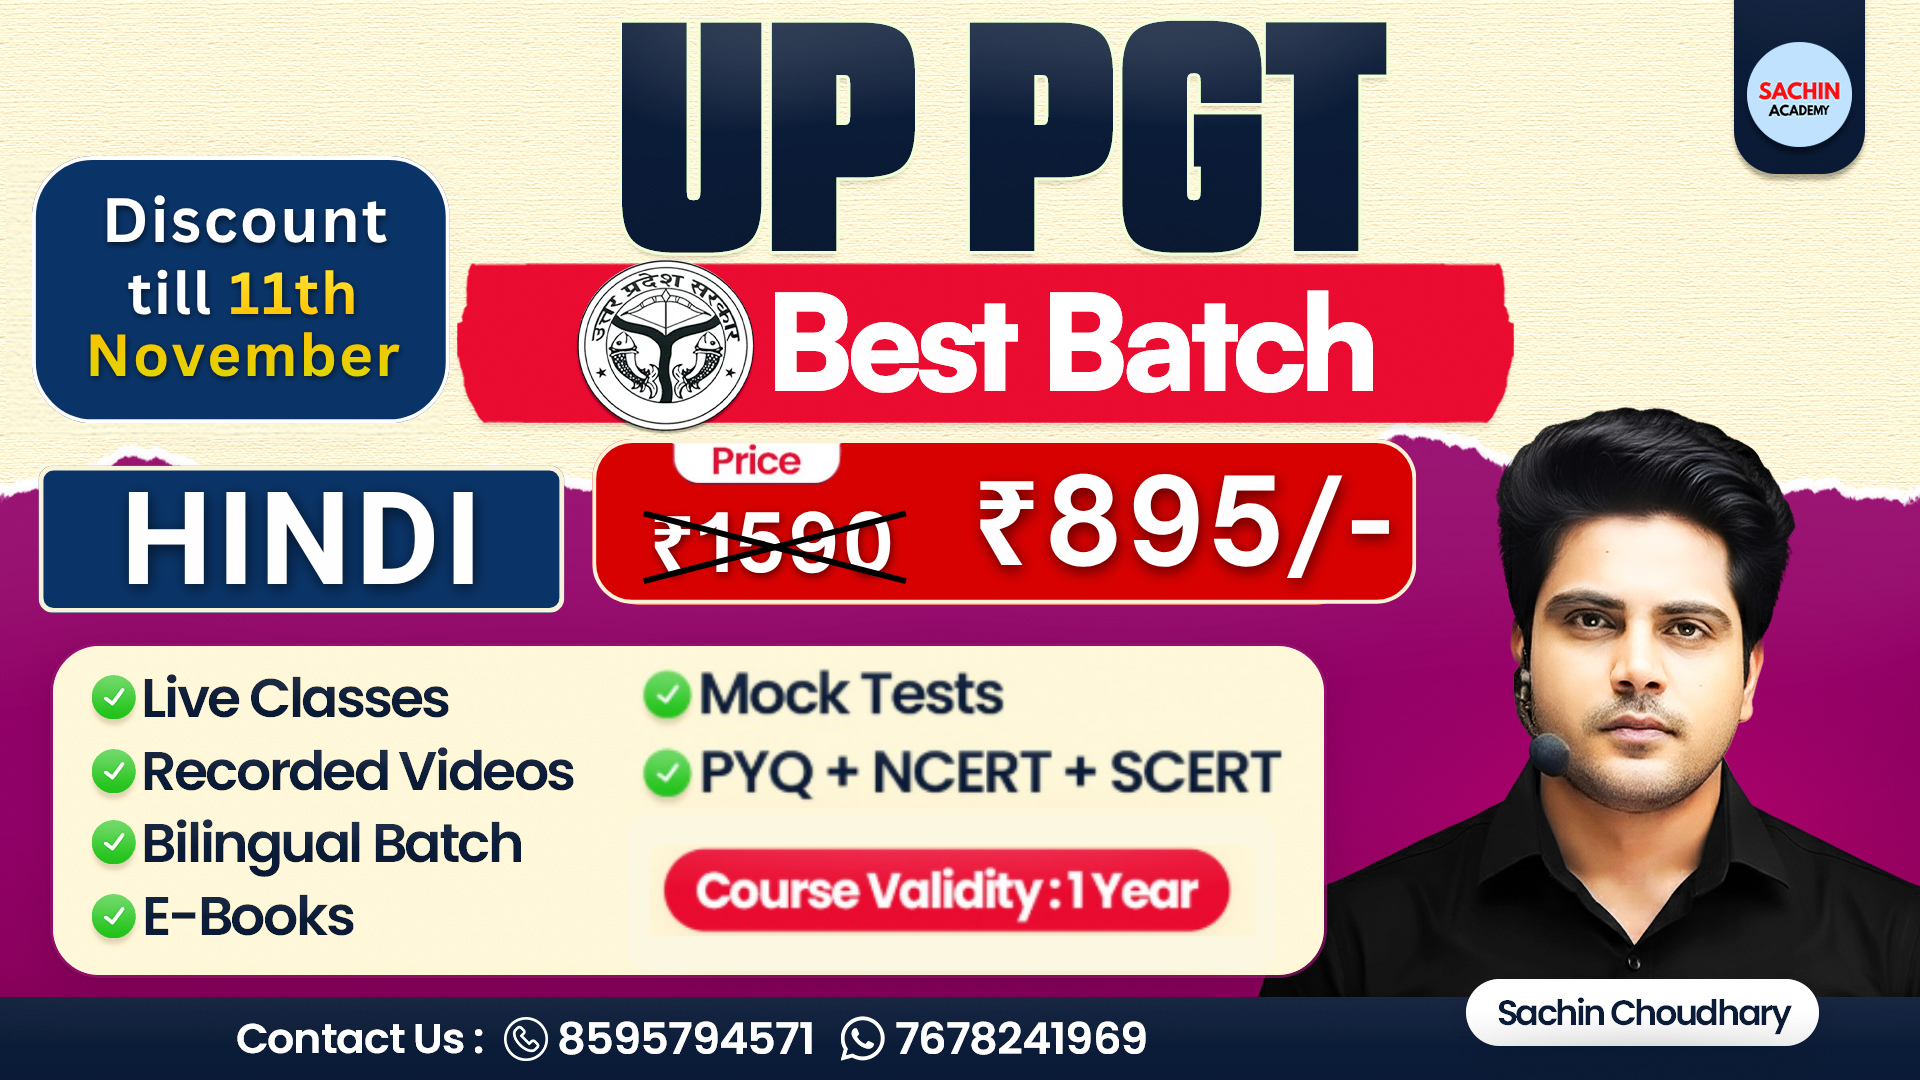 UP PGT
SACHIN
ACADEMY
Discount
till 11th
November
उत्तर प्रदेश सरकार
Best Batch
HINDI
Price
₹1590
₹895/-
Live Classes
Recorded Videos
Bilingual Batch
E-Books
Mock Tests
PYQ + NCERT + SCERT
Course Validity : 1 Year
Sachin Choudhary
Contact Us : 8595794571 7678241969